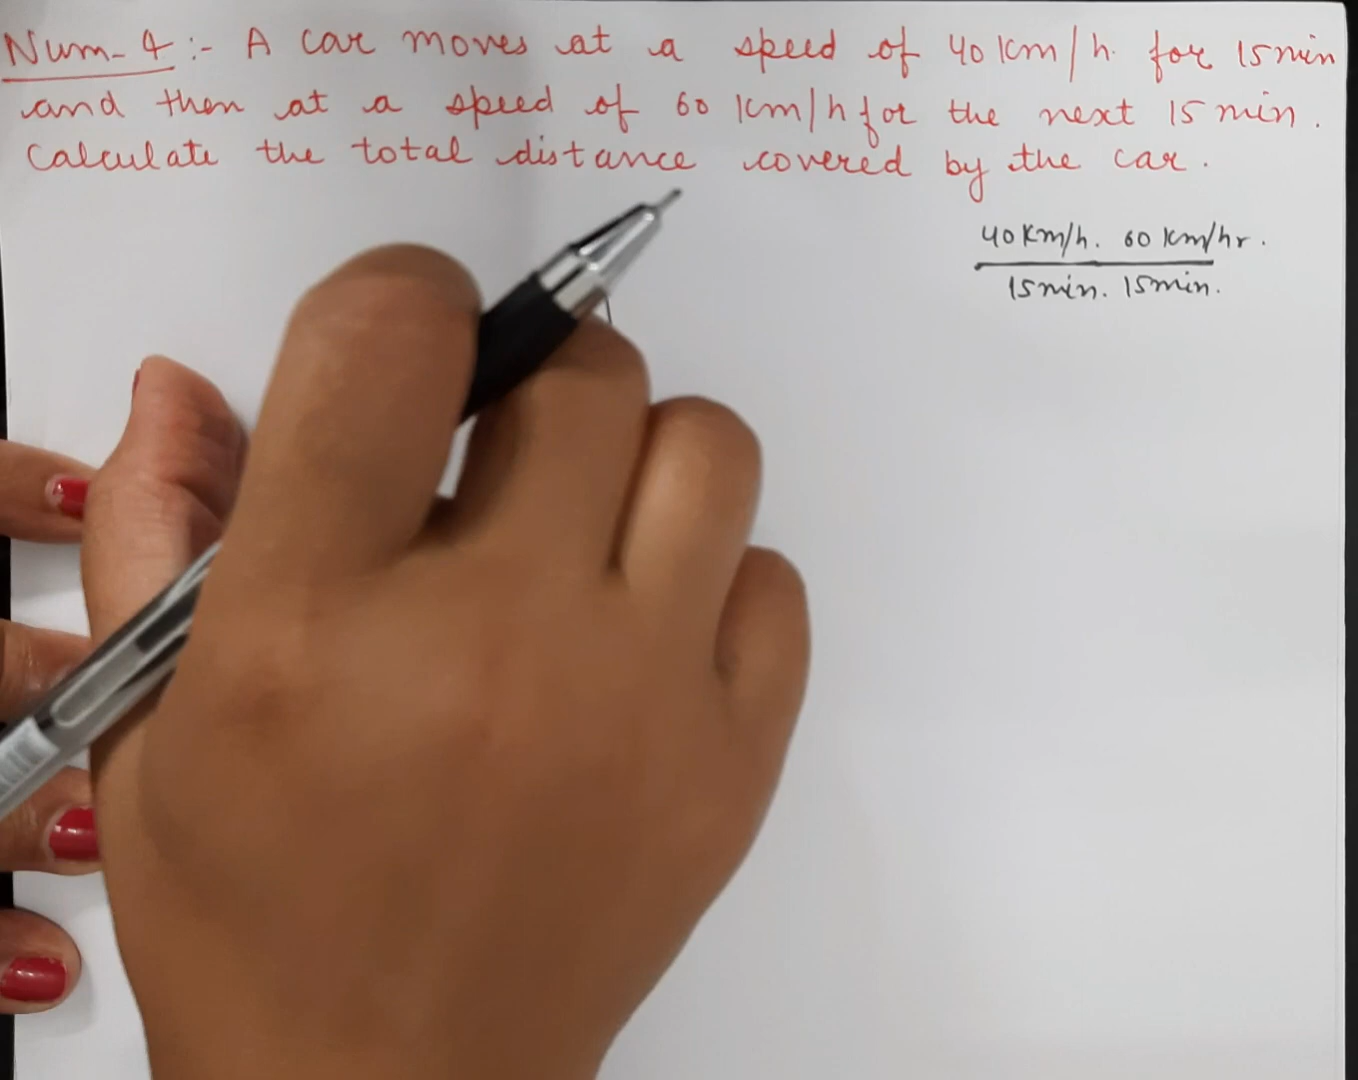 Num-4 :- A car moves at a speed of 40 km/h. for 15 min
and then at a speed of 60 km/h for the next 15 min.
Calculate the total distance covered by the car.
40 km/h. 60 km/hr.
15 min. 15 min.